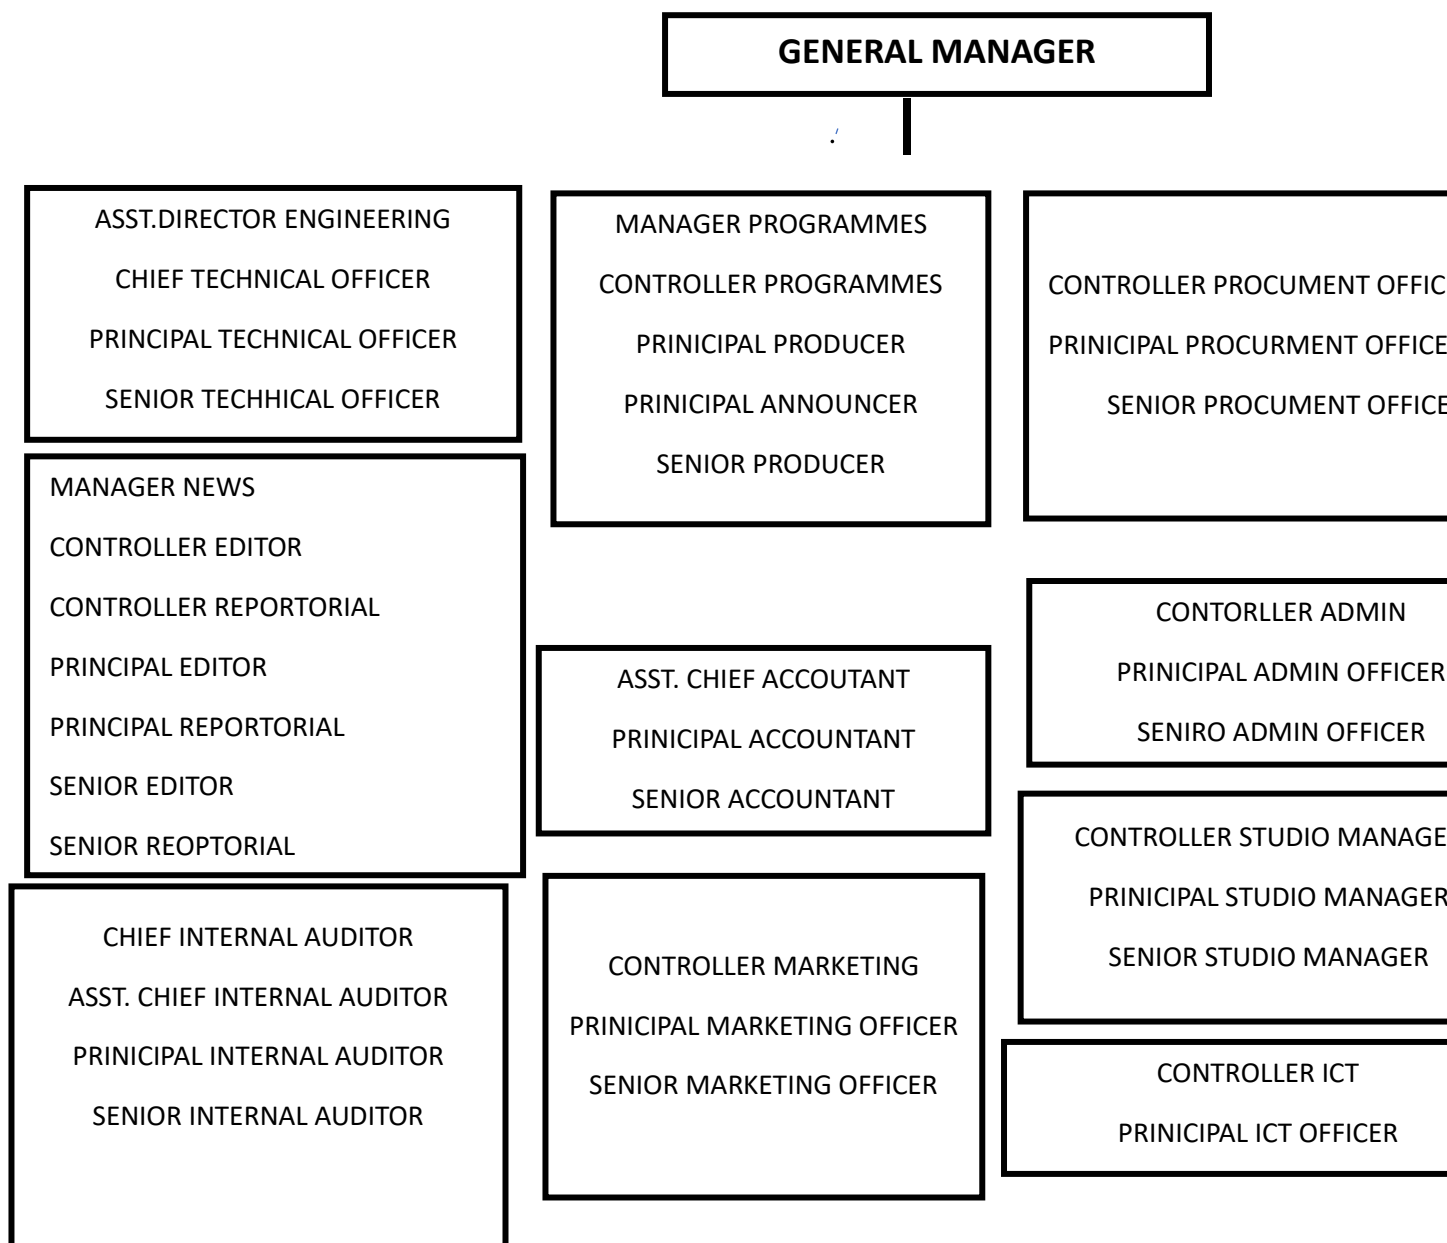 GENERAL MANAGER
ASST.DIRECTOR ENGINEERING
CHIEF TECHNICAL OFFICER
PRINCIPAL TECHNICAL OFFICER
SENIOR TECHHICAL OFFICER
MANAGER PROGRAMMES
CONTROLLER PROGRAMMES
PRINICIPAL PRODUCER
PRINICIPAL ANNOUNCER
SENIOR PRODUCER
CONTROLLER PROCUMENT OFFIC
PRINICIPAL PROCURMENT OFFICE
SENIOR PROCUMENT OFFICE
MANAGER NEWS
CONTROLLER EDITOR
CONTROLLER REPORTORIAL
PRINCIPAL EDITOR
PRINCIPAL REPORTORIAL
SENIOR EDITOR
SENIOR REOPTORIAL
ASST. CHIEF ACCOUTANT
PRINICIPAL ACCOUNTANT
SENIOR ACCOUNTANT
CONTORLLER ADMIN
PRINICIPAL ADMIN OFFICER
SENIRO ADMIN OFFICER
CONTROLLER STUDIO MANAGE
PRINICIPAL STUDIO MANAGER
SENIOR STUDIO MANAGER
CHIEF INTERNAL AUDITOR
ASST. CHIEF INTERNAL AUDITOR
PRINICIPAL INTERNAL AUDITOR
SENIOR INTERNAL AUDITOR
CONTROLLER MARKETING
PRINICIPAL MARKETING OFFICER
SENIOR MARKETING OFFICER
CONTROLLER ICT
PRINICIPAL ICT OFFICER